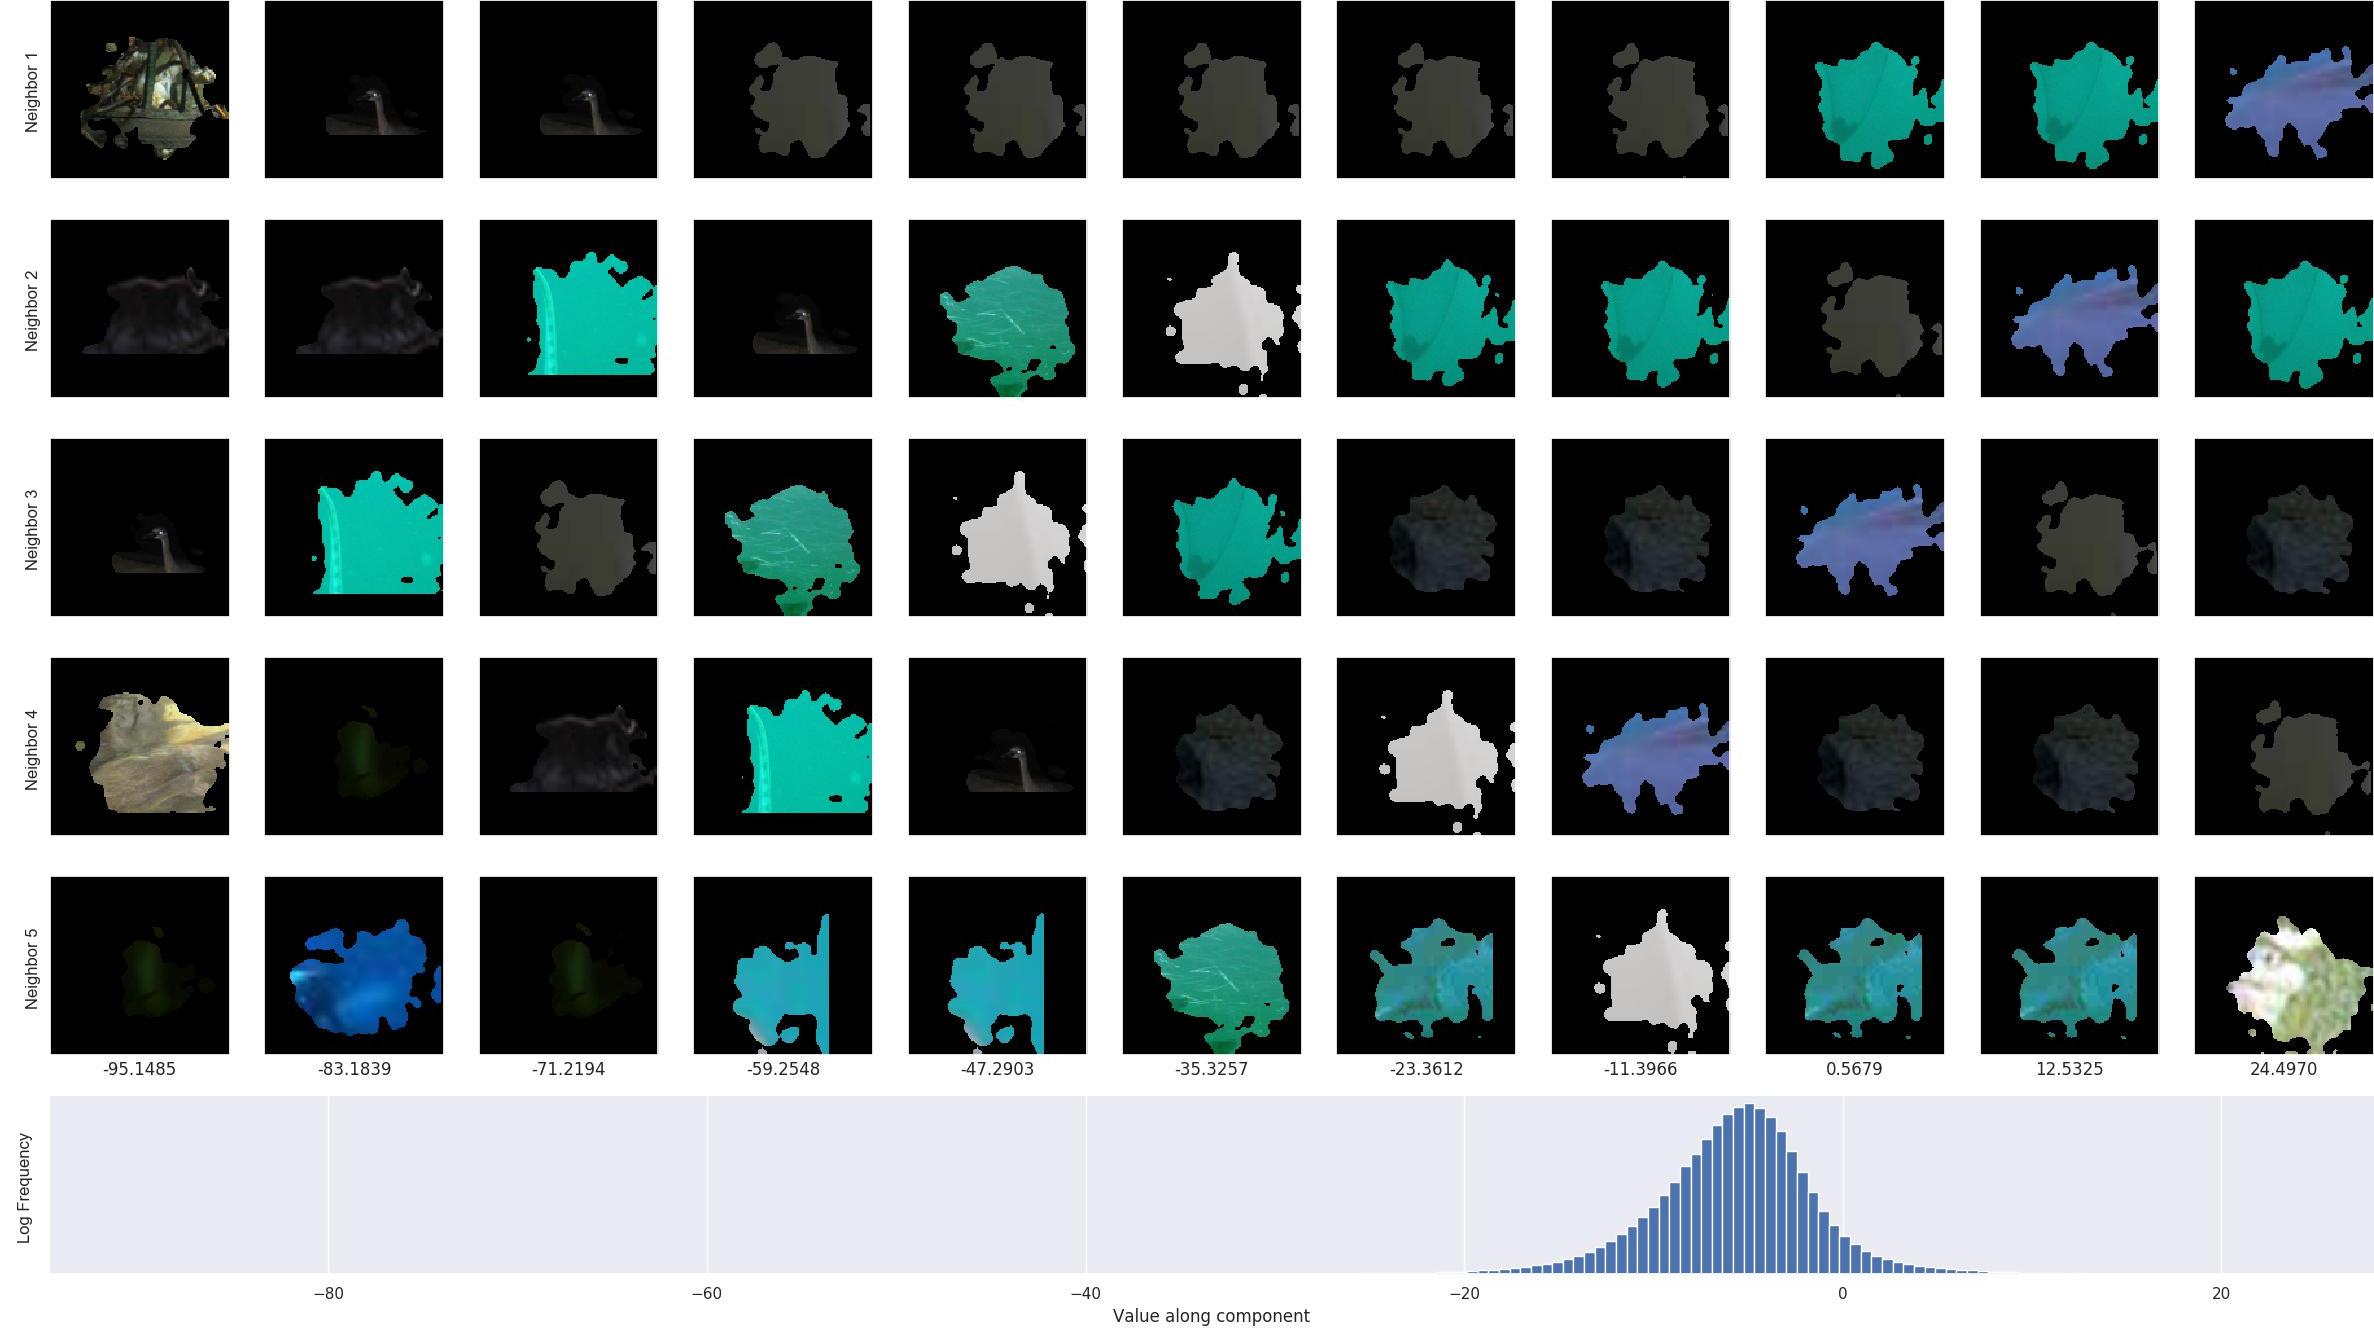 Neighbor 1
Neighbor 2
Neighbor 3
Neighbor 4
Neighbor 5
-95.1485 -83.1839 -71.2194 -59.2548 -47.2903 -35.3257 -23.3612 -11.3966 0.5679 12.5325 24.4970
Log Frequency
−80 −60 −40 −20 0 20
Value along component